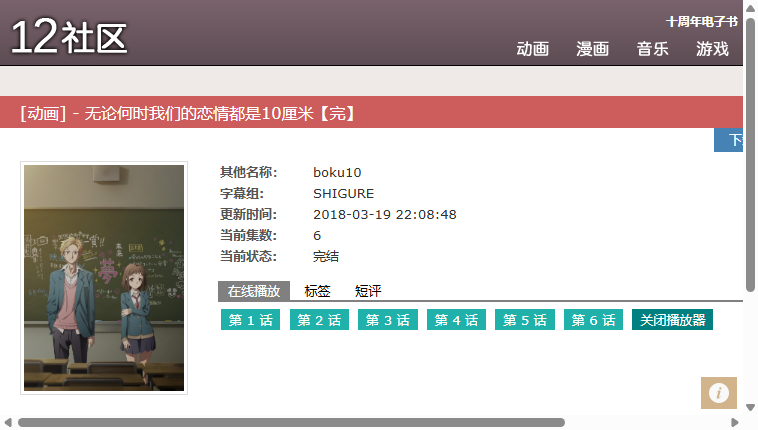 12社区
十周年电子书
动画 漫画 音乐 游戏
[动画] - 无论何时我们的恋情都是10厘米【完】
其他名称: boku10
字幕组: SHIGURE
更新时间: 2018-03-19 22:08:48
当前集数: 6
当前状态: 完结
在线播放 标签 短评
第 1 话 第 2 话 第 3 话 第 4 话 第 5 话 第 6 话 关闭播放器